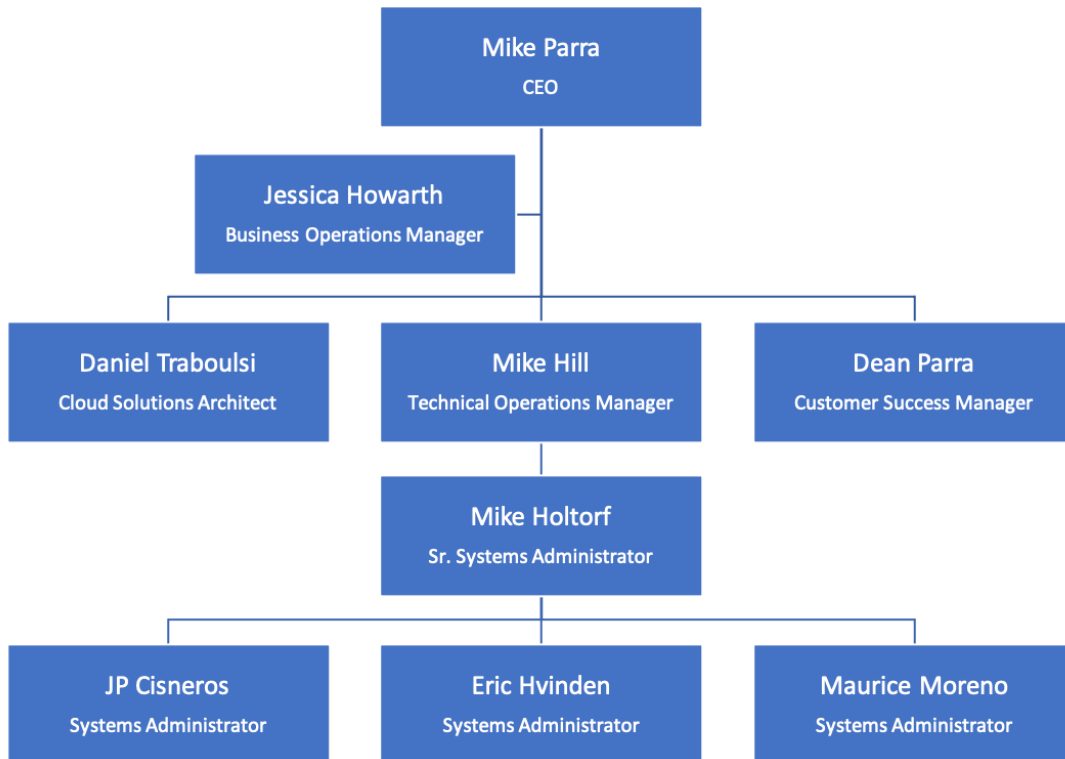 Mike Parra
CEO
Jessica Howarth
Business Operations Manager
Daniel Traboulsi
Cloud Solutions Architect
Mike Hill
Technical Operations Manager
Dean Parra
Customer Success Manager
Mike Holtorf
Sr. Systems Administrator
JP Cisneros
Systems Administrator
Eric Hvinden
Systems Administrator
Maurice Moreno
Systems Administrator